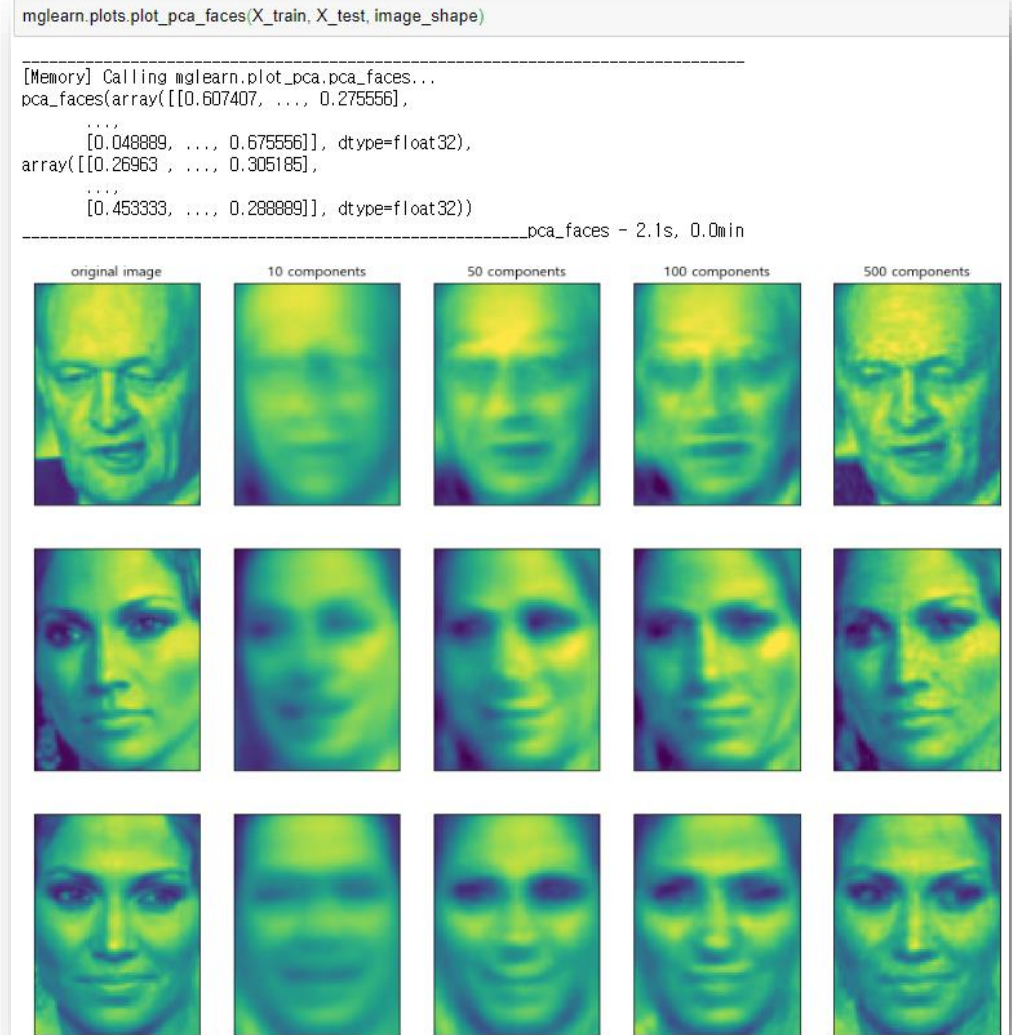 mglearn.plots.plot_pca_faces(X_train, X_test, image_shape)
________________________________________________________________________________
[Memory] Calling mglearn.plot_pca.pca_faces...
pca_faces(array([[0.607407, ..., 0.275556],
       ...,
       [0.048889, ..., 0.675556]], dtype=float32),
array([[0.26963 , ..., 0.305185],
       ...,
       [0.453333, ..., 0.288889]], dtype=float32))
________________________________________________________pca_faces - 2.1s, 0.0min
original image
10 components
50 components
100 components
500 components